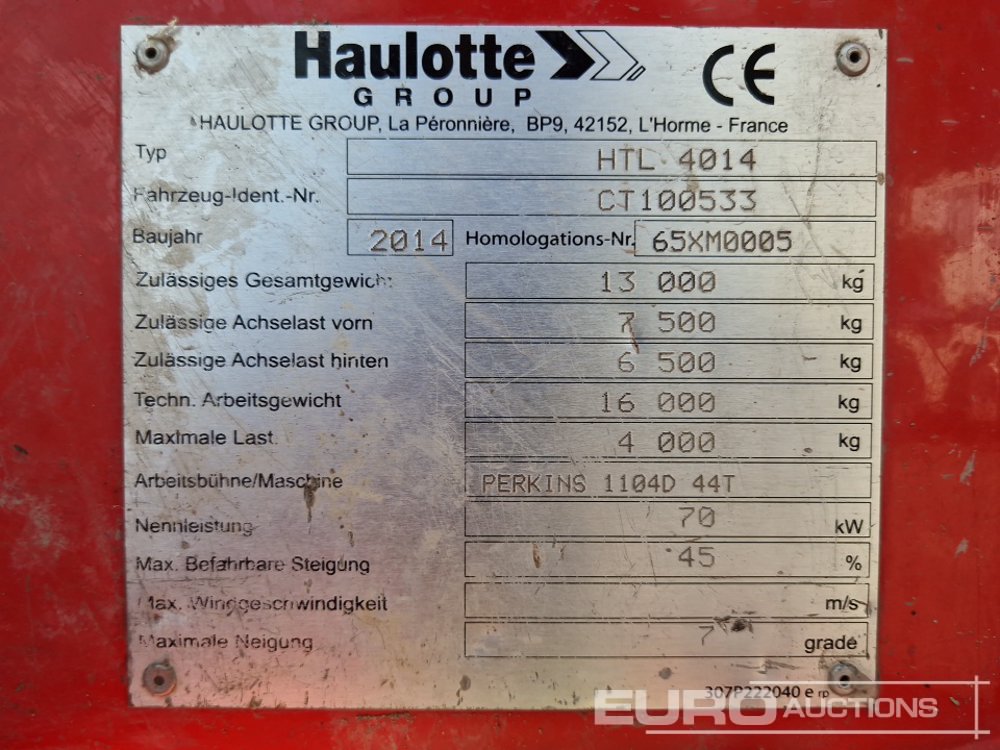 Haulotte
GROUP
CE
HAULOTTE GROUP, La Péronnière, BP9, 42152, L'Horme - France
Typ HTL 4014
Fahrzeug-Ident.-Nr. CT100533
Baujahr 2014 Homologations-Nr. 65XM0005
Zulässiges Gesamtgewicht 13 000 kg
Zulässige Achselast vorn 7 500 kg
Zulässige Achselast hinten 6 500 kg
Techn. Arbeitsgewicht 16 000 kg
Maximale Last 4 000 kg
Arbeitsbühne/Maschine PERKINS 1104D 44T
Nennleistung 70 kW
Max. Befahrbare Steigung 45 %
Max. Windgeschwindigkeit m/s
Maximale Neigung 7 grade
307P222040 e rp
EURO AUCTIONS